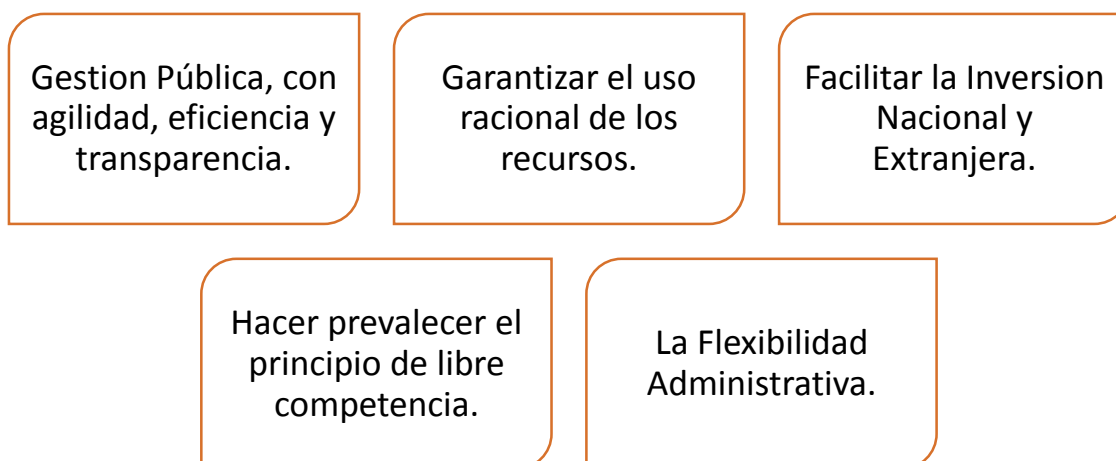 Gestion Pública, con
agilidad, eficiencia y
transparencia.
Garantizar el uso
racional de los
recursos.
Facilitar la Inversion
Nacional y
Extranjera.
Hacer prevalecer el
principio de libre
competencia.
La Flexibilidad
Administrativa.